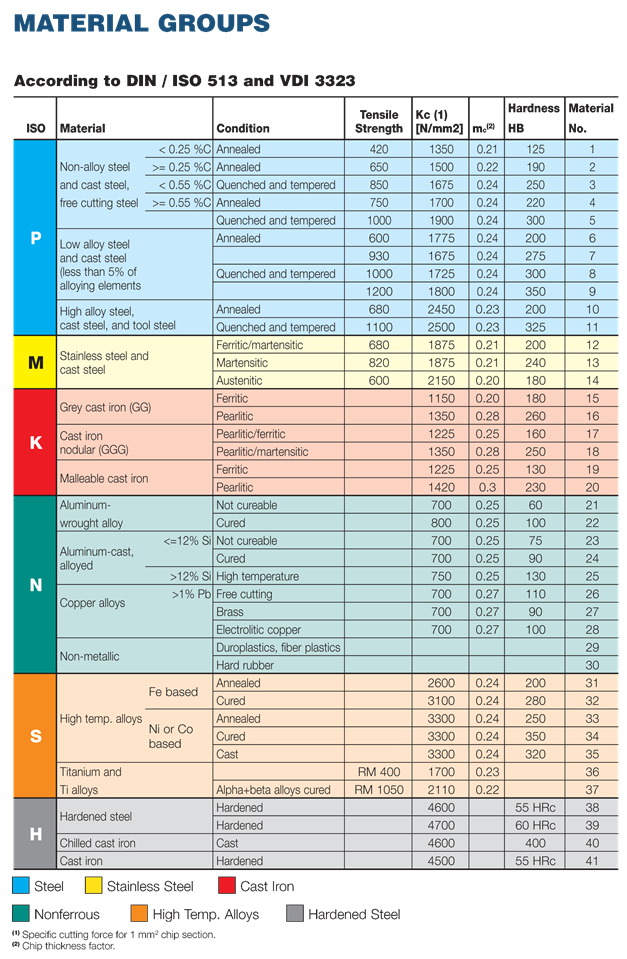 MATERIAL GROUPS
According to DIN / ISO 513 and VDI 3323
ISO Material Condition Tensile Strength Kc (1) [N/mm2] mc(2) Hardness HB Material No.
P
Non-alloy steel and cast steel, free cutting steel
< 0.25 %C Annealed 420 1350 0.21 125 1
>= 0.25 %C Annealed 650 1500 0.22 190 2
< 0.55 %C Quenched and tempered 850 1675 0.24 250 3
>= 0.55 %C Annealed 750 1700 0.24 220 4
Quenched and tempered 1000 1900 0.24 300 5
Low alloy steel and cast steel (less than 5% of alloying elements
Annealed 600 1775 0.24 200 6
930 1675 0.24 275 7
Quenched and tempered 1000 1725 0.24 300 8
1200 1800 0.24 350 9
High alloy steel, cast steel, and tool steel
Annealed 680 2450 0.23 200 10
Quenched and tempered 1100 2500 0.23 325 11
M
Stainless steel and cast steel
Ferritic/martensitic 680 1875 0.21 200 12
Martensitic 820 1875 0.21 240 13
Austenitic 600 2150 0.20 180 14
K
Grey cast iron (GG)
Ferritic 1150 0.20 180 15
Pearlitic 1350 0.28 260 16
Cast iron nodular (GGG)
Pearlitic/ferritic 1225 0.25 160 17
Pearlitic/martensitic 1350 0.28 250 18
Malleable cast iron
Ferritic 1225 0.25 130 19
Pearlitic 1420 0.3 230 20
N
Aluminum-wrought alloy
Not cureable 700 0.25 60 21
Cured 800 0.25 100 22
Aluminum-cast, alloyed
<=12% Si Not cureable 700 0.25 75 23
Cured 700 0.25 90 24
>12% Si High temperature 750 0.25 130 25
Copper alloys
>1% Pb Free cutting 700 0.27 110 26
Brass 700 0.27 90 27
Electrolitic copper 700 0.27 100 28
Non-metallic
Duroplastics, fiber plastics 29
Hard rubber 30
S
High temp. alloys
Fe based
Annealed 2600 0.24 200 31
Cured 3100 0.24 280 32
Ni or Co based
Annealed 3300 0.24 250 33
Cured 3300 0.24 350 34
Cast 3300 0.24 320 35
Titanium and RM 400 1700 0.23 36
Ti alloys Alpha+beta alloys cured RM 1050 2110 0.22 37
H
Hardened steel
Hardened 4600 55 HRc 38
Hardened 4700 60 HRc 39
Chilled cast iron Cast 4600 400 40
Cast iron Hardened 4500 55 HRc 41
Steel Stainless Steel Cast Iron
Nonferrous High Temp. Alloys Hardened Steel
(1) Specific cutting force for 1 mm2 chip section.
(2) Chip thickness factor.